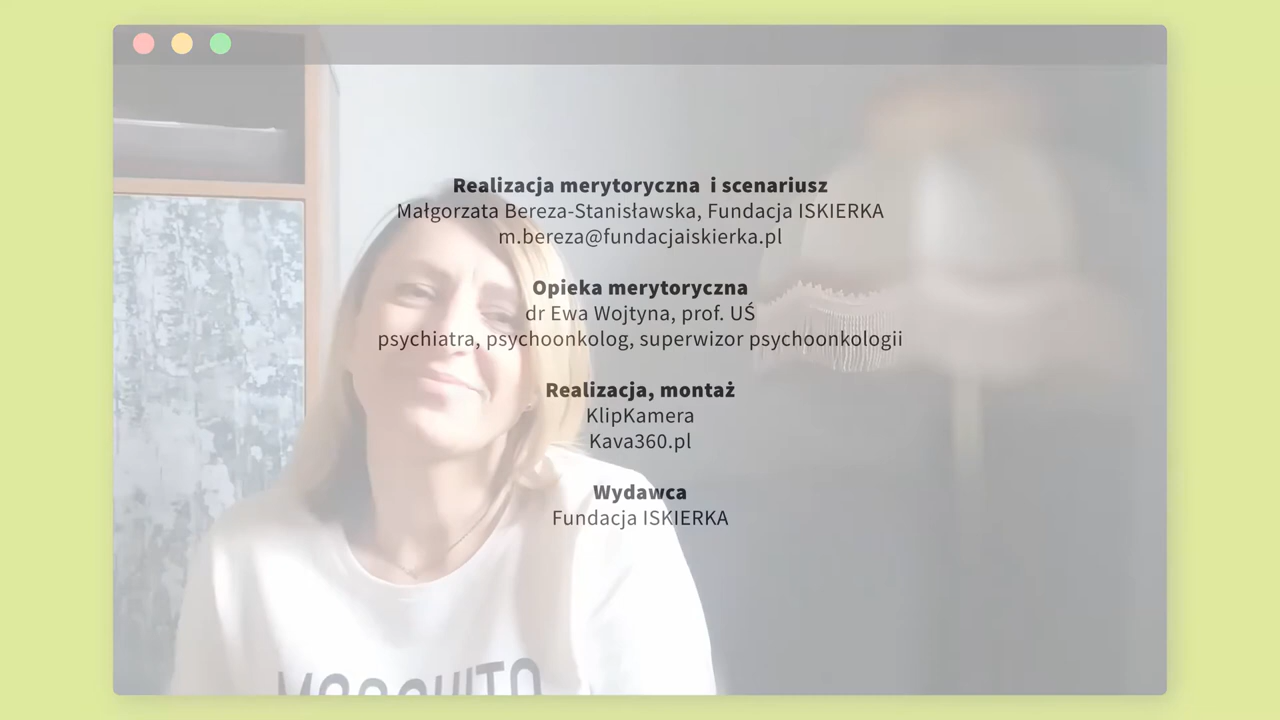 Realizacja merytoryczna i scenariusz
Małgorzata Bereza-Stanisławska, Fundacja ISKIERKA
m.bereza@fundacjaiskierka.pl
Opieka merytoryczna
dr Ewa Wojtyna, prof. UŚ
psychiatra, psychoonkolog, superwizor psychoonkologii
Realizacja, montaż
KlipKamera
Kava360.pl
Wydawca
Fundacja ISKIERKA
MOSQUITO